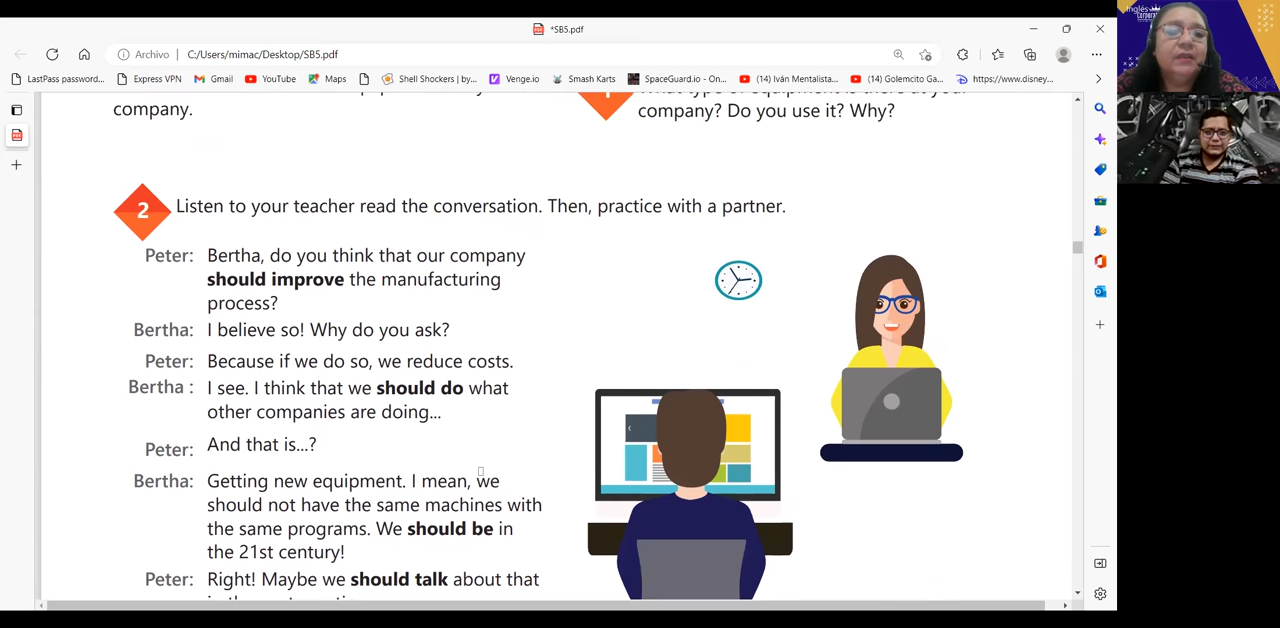 *SB5.pdf
Archivo | C:/Users/mimac/Desktop/SB5.pdf
LastPass password... Express VPN Gmail YouTube Maps Shell Shockers | by... Venge.io Smash Karts SpaceGuard.io - On... (14) Iván Mentalista... (14) Golemcito Ga... https://www.disney...
Inglés
Corporat
company.
company? Do you use it? Why?
2 Listen to your teacher read the conversation. Then, practice with a partner.
Peter: Bertha, do you think that our company
should improve the manufacturing
process?
Bertha: I believe so! Why do you ask?
Peter: Because if we do so, we reduce costs.
Bertha : I see. I think that we should do what
other companies are doing...
Peter: And that is...?
Bertha: Getting new equipment. I mean, we
should not have the same machines with
the same programs. We should be in
the 21st century!
Peter: Right! Maybe we should talk about that